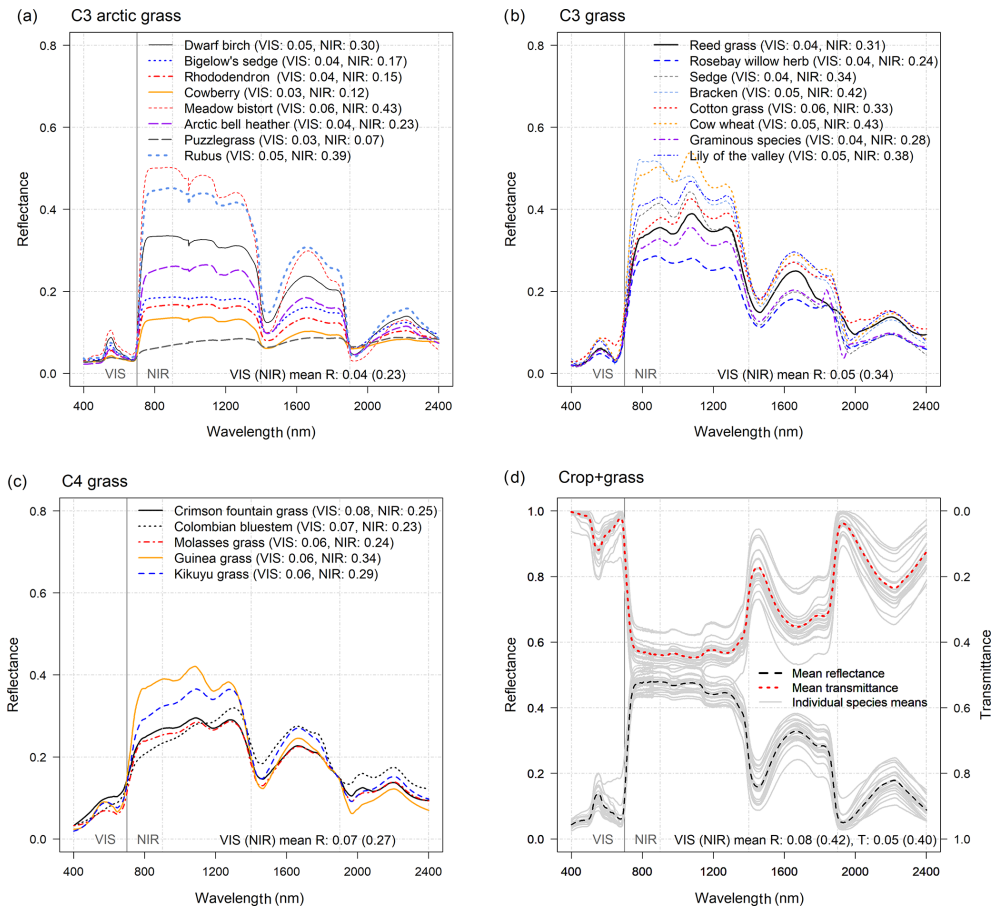 (a) C3 arctic grass
Dwarf birch (VIS: 0.05, NIR: 0.30)
Bigelow's sedge (VIS: 0.04, NIR: 0.17)
Rhododendron (VIS: 0.04, NIR: 0.15)
Cowberry (VIS: 0.03, NIR: 0.12)
Meadow bistort (VIS: 0.06, NIR: 0.43)
Arctic bell heather (VIS: 0.04, NIR: 0.23)
Puzzlegrass (VIS: 0.03, NIR: 0.07)
Rubus (VIS: 0.05, NIR: 0.39)
0.8
0.6
0.4
0.2
0.0
Reflectance
VIS NIR VIS (NIR) mean R: 0.04 (0.23)
400 800 1200 1600 2000 2400
Wavelength (nm)
(b) C3 grass
Reed grass (VIS: 0.04, NIR: 0.31)
Rosebay willow herb (VIS: 0.04, NIR: 0.24)
Sedge (VIS: 0.04, NIR: 0.34)
Bracken (VIS: 0.05, NIR: 0.42)
Cotton grass (VIS: 0.06, NIR: 0.33)
Cow wheat (VIS: 0.05, NIR: 0.43)
Graminous species (VIS: 0.04, NIR: 0.28)
Lily of the valley (VIS: 0.05, NIR: 0.38)
0.8
0.6
0.4
0.2
0.0
Reflectance
VIS NIR VIS (NIR) mean R: 0.05 (0.34)
400 800 1200 1600 2000 2400
Wavelength (nm)
(c) C4 grass
Crimson fountain grass (VIS: 0.08, NIR: 0.25)
Colombian bluestem (VIS: 0.07, NIR: 0.23)
Molasses grass (VIS: 0.06, NIR: 0.24)
Guinea grass (VIS: 0.06, NIR: 0.34)
Kikuyu grass (VIS: 0.06, NIR: 0.29)
0.8
0.6
0.4
0.2
0.0
Reflectance
VIS NIR VIS (NIR) mean R: 0.07 (0.27)
400 800 1200 1600 2000 2400
Wavelength (nm)
(d) Crop+grass
1.0
0.8
0.6
0.4
0.2
0.0
Reflectance
Mean reflectance
Mean transmittance
Individual species means
0.0
0.2
0.4
0.6
0.8
1.0
Transmittance
VIS NIR VIS (NIR) mean R: 0.08 (0.42), T: 0.05 (0.40)
400 800 1200 1600 2000 2400
Wavelength (nm)